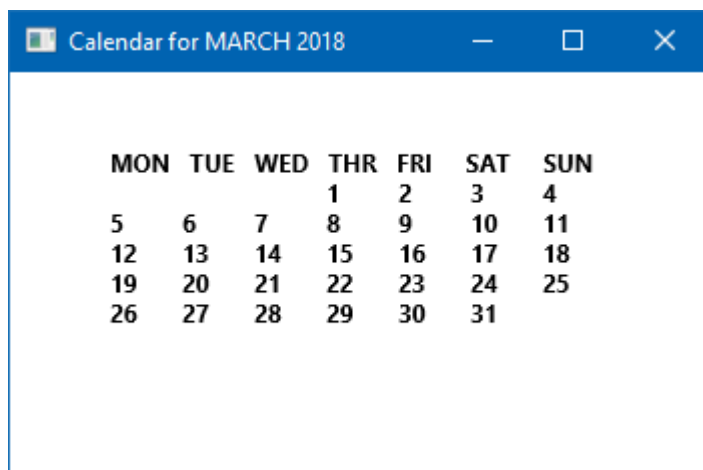 Calendar for MARCH 2018
MON TUE WED THR FRI SAT SUN
1 2 3 4
5 6 7 8 9 10 11
12 13 14 15 16 17 18
19 20 21 22 23 24 25
26 27 28 29 30 31